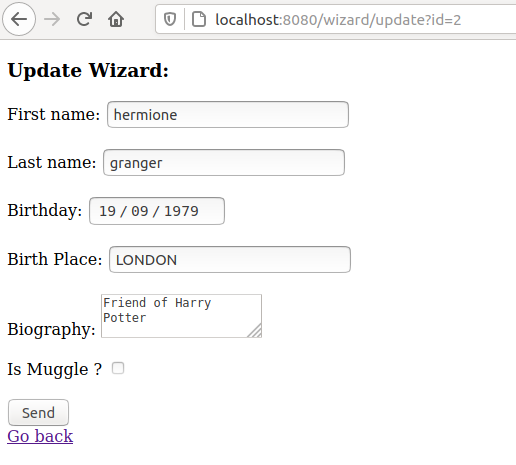 localhost:8080/wizard/update?id=2
Update Wizard:
First name: hermione
Last name: granger
Birthday: 19 / 09 / 1979
Birth Place: LONDON
Biography: Friend of Harry
Potter
Is Muggle ?
Send
Go back